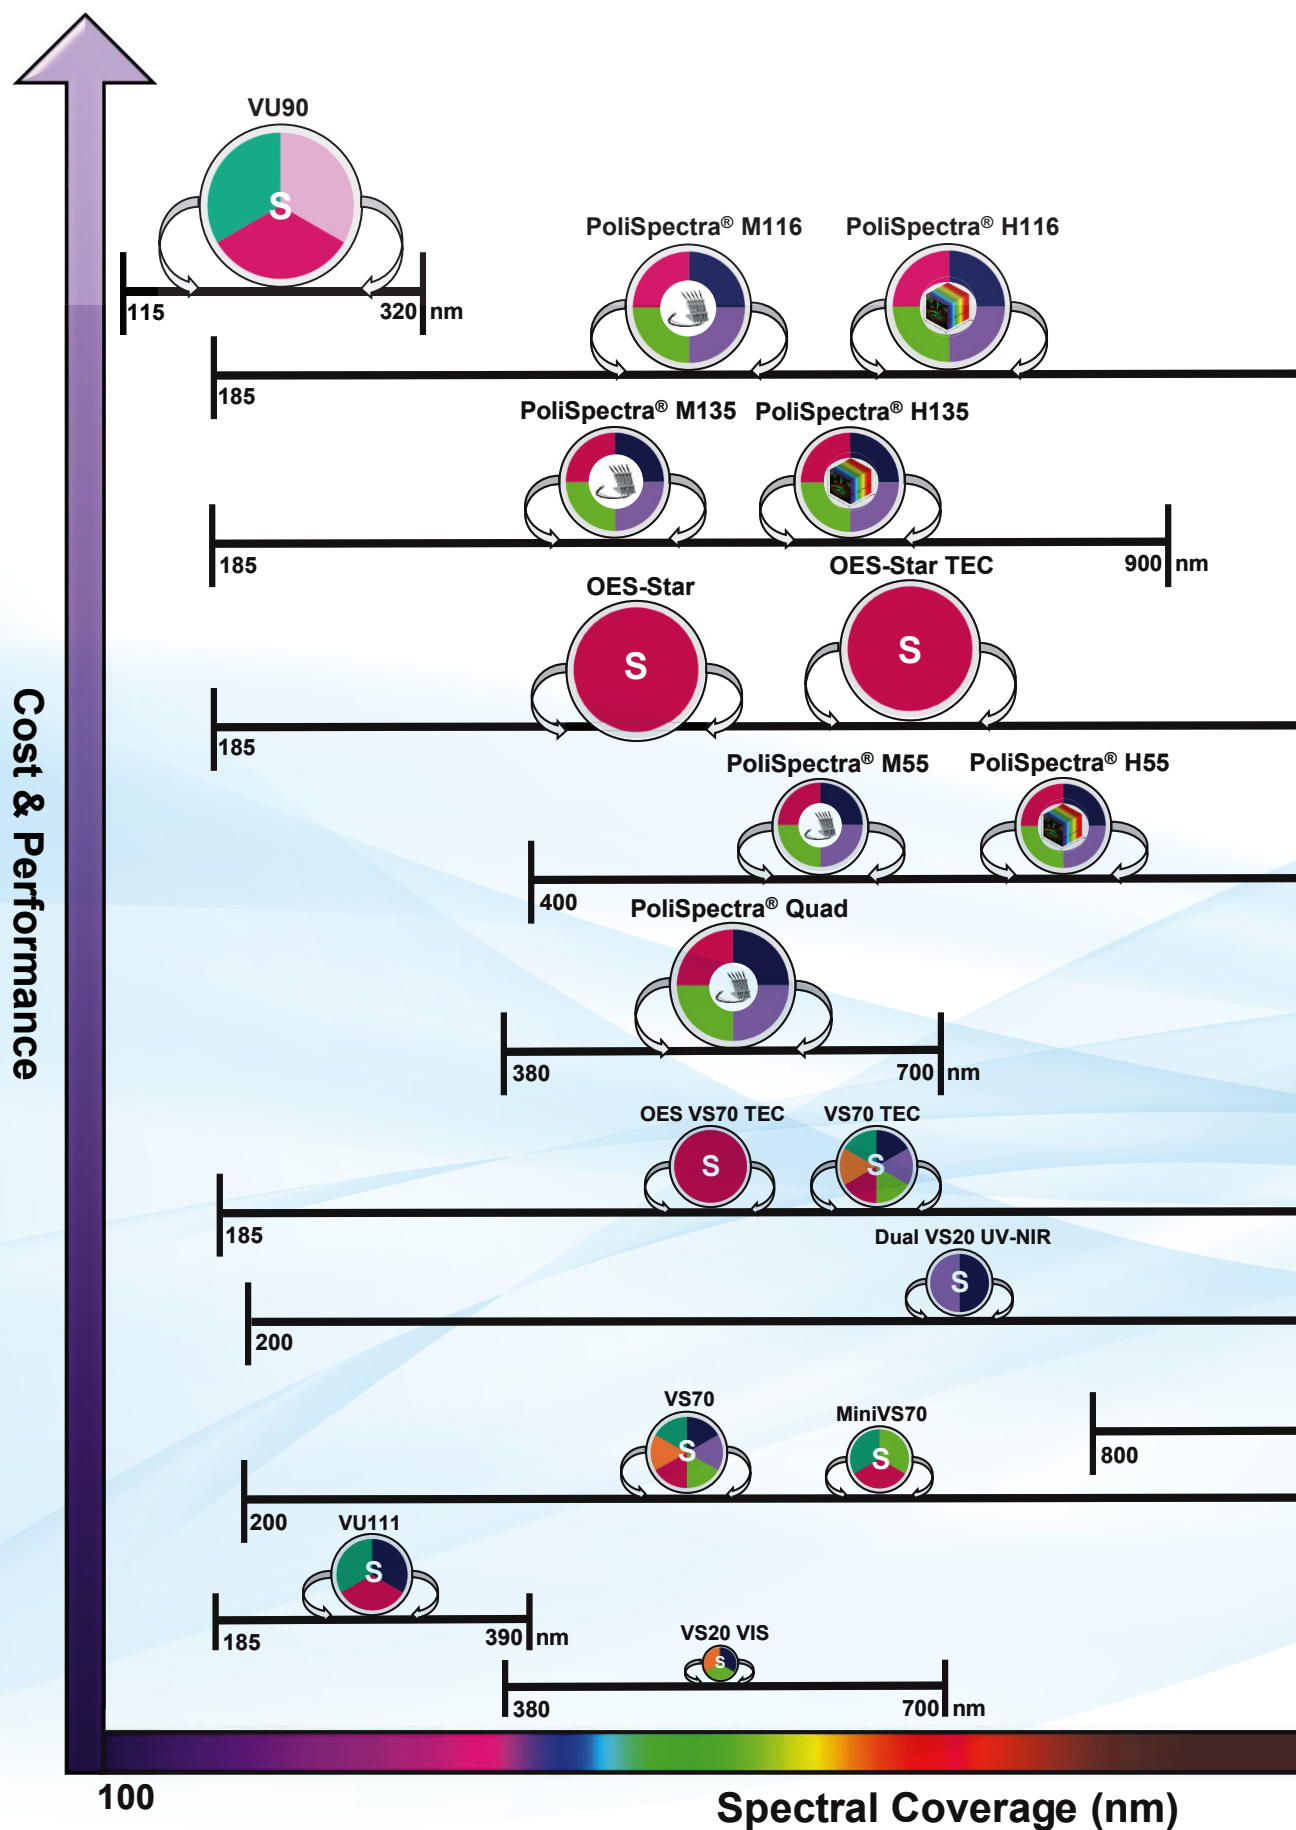 VU90
S
115
320 nm
PoliSpectra® M116
PoliSpectra® H116
185
PoliSpectra® M135
PoliSpectra® H135
185
900 nm
OES-Star
OES-Star TEC
S
S
185
PoliSpectra® M55
PoliSpectra® H55
400
PoliSpectra® Quad
380
700 nm
OES VS70 TEC
VS70 TEC
S
S
185
Dual VS20 UV-NIR
S
200
VS70
MiniVS70
S
S
800
200
VU111
S
185
390 nm
VS20 VIS
S
380
700 nm
Cost & Performance
100
Spectral Coverage (nm)